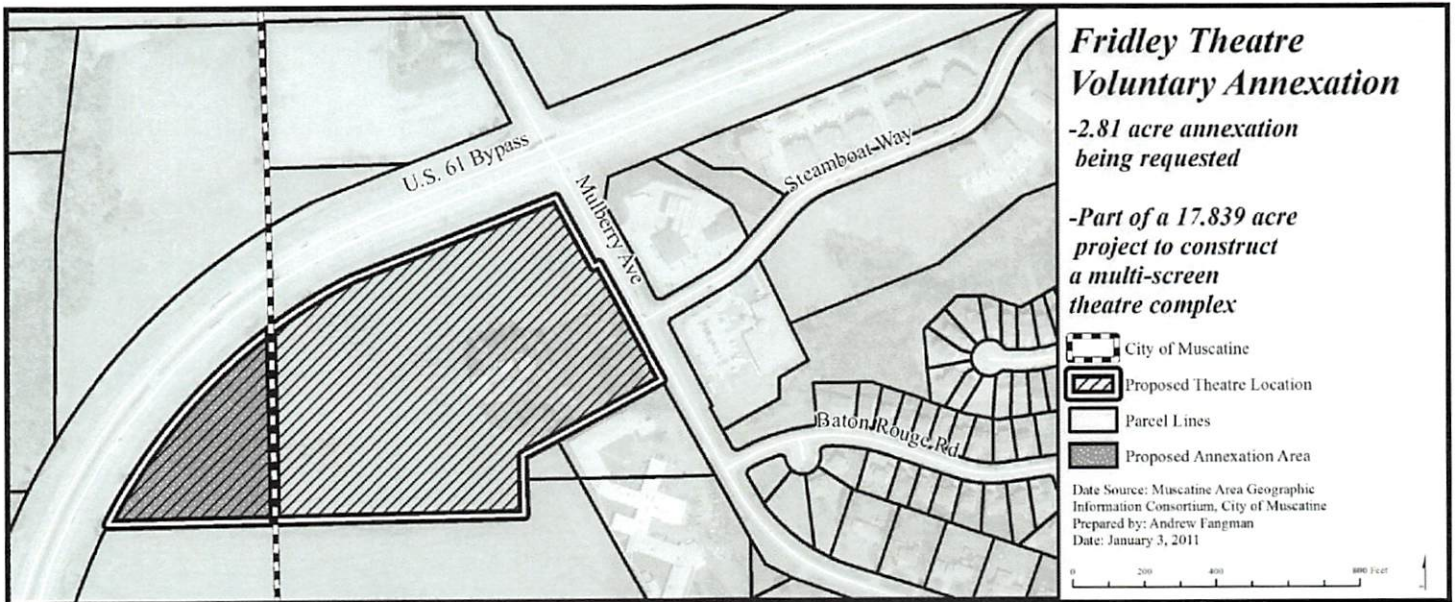 Fridley Theatre
Voluntary Annexation
-2.81 acre annexation
being requested
-Part of a 17.839 acre
project to construct
a multi-screen
theatre complex
City of Muscatine
Proposed Theatre Location
Parcel Lines
Proposed Annexation Area
Date Source: Muscatine Area Geographic
Information Consortium, City of Muscatine
Prepared by: Andrew Fangman
Date: January 3, 2011
0 200 400 800 Feet
U.S. 61 Bypass
Mulberry Ave
Steamboat Way
Baton Rouge Rd